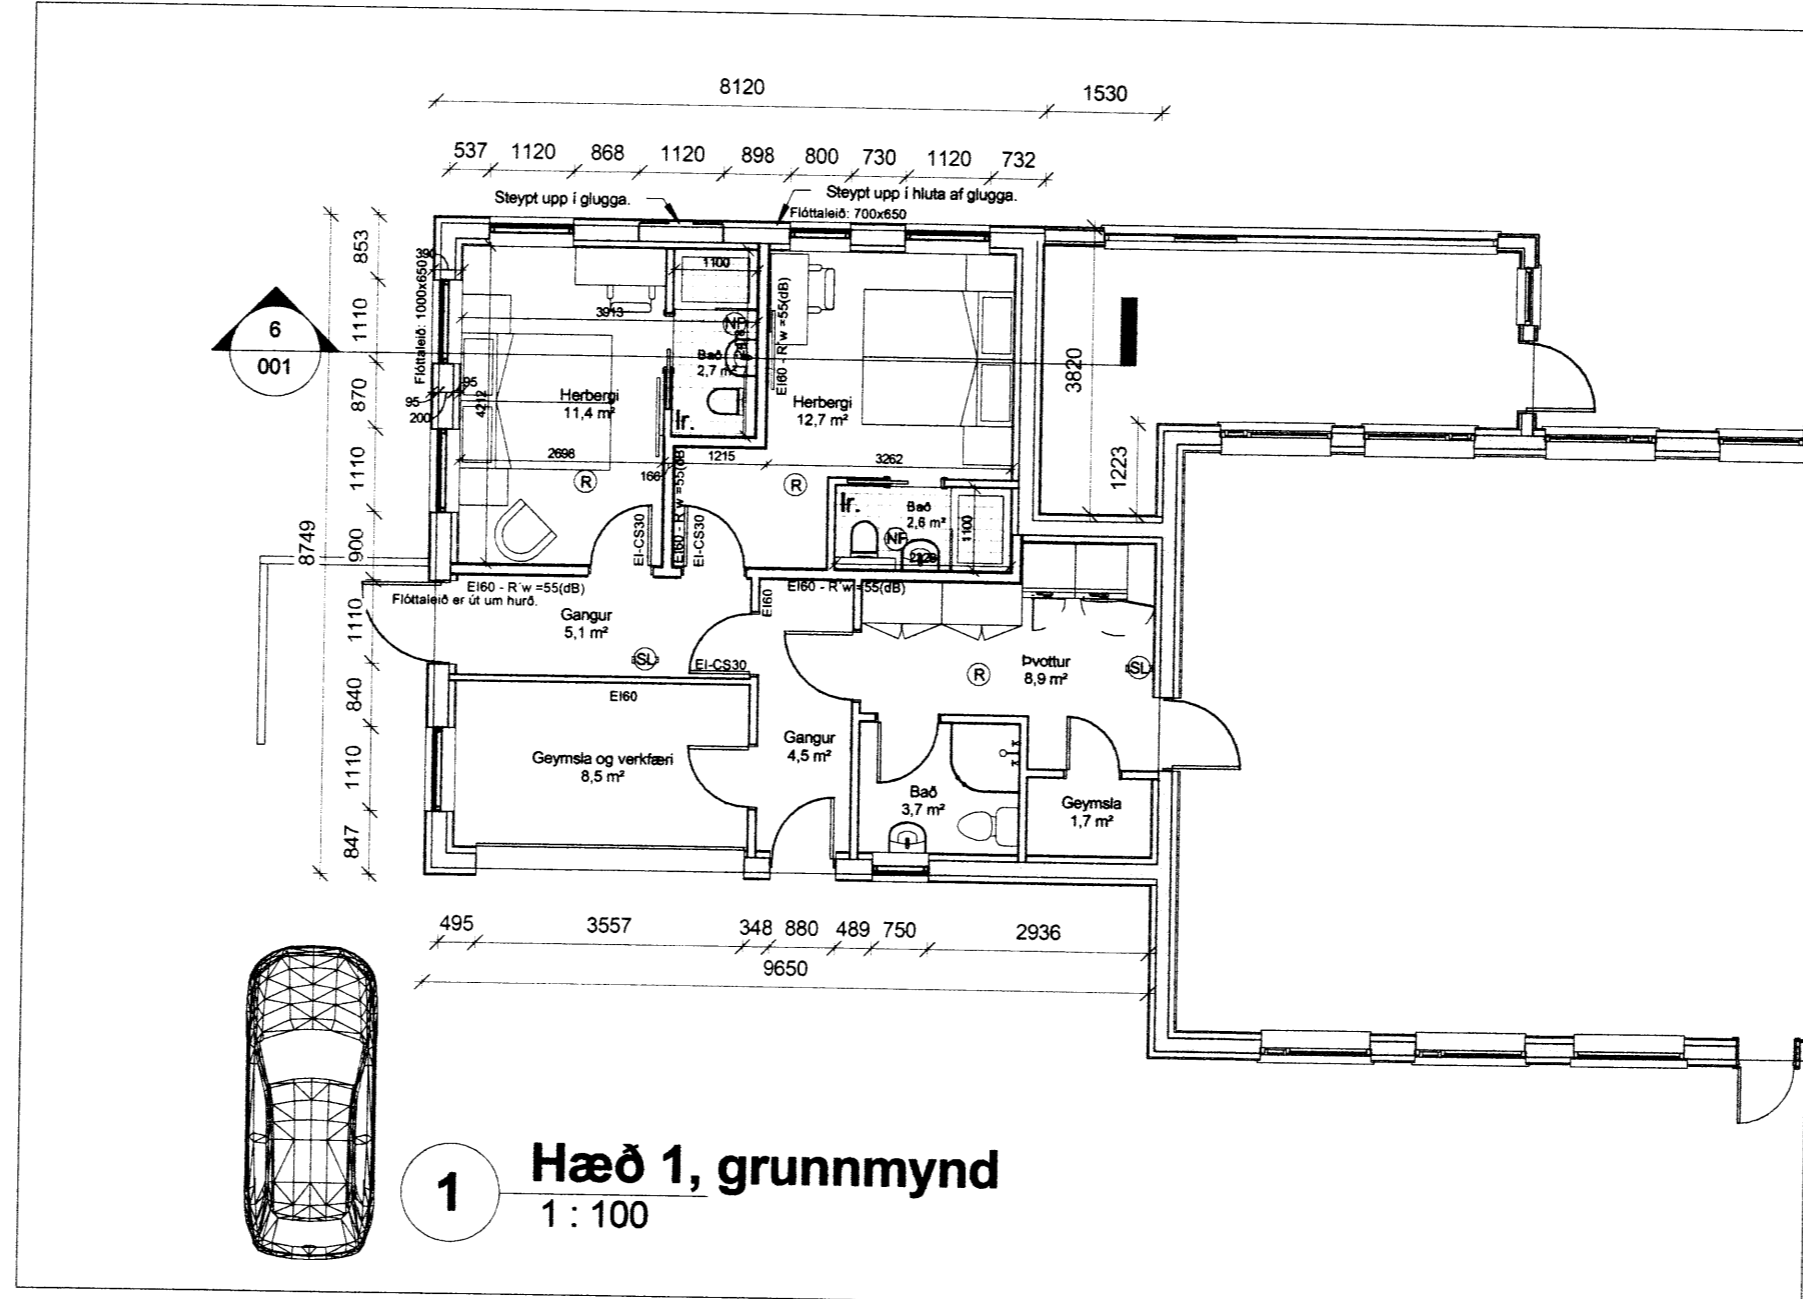 8120
1530
537 1120 868 1120 898 800 730 1120 732
Steypt upp í glugga.
Steypt upp í hluta af glugga.
Flóttaleið: 700x650
8749
853
1110
870
1110
900
1110
840
1110
847
390
Flóttaleið: 1000x650
6
001
95
95
200
4212
3913
1100
NF
Bað
2,7 m²
Ir.
EI60 - R´w =55(dB)
Herbergi
11,4 m²
Herbergi
12,7 m²
3820
1223
2698
166
1215
3262
R
R
EI60 - R´w =55(dB)
EI-CS30
EI-CS30
Ir.
Bað
2,6 m²
NF
1100
EI60 - R´w =55(dB)
Flóttaleið er út um hurð.
EI60 - R´w =55(dB)
EI60
Gangur
5,1 m²
SL
EI-CS30
EI60
Þvottur
8,9 m²
R
SL
Geymsla og verkfæri
8,5 m²
Gangur
4,5 m²
Bað
3,7 m²
Geymsla
1,7 m²
495 3557 348 880 489 750 2936
9650
1
Hæð 1, grunnmynd
1 : 100